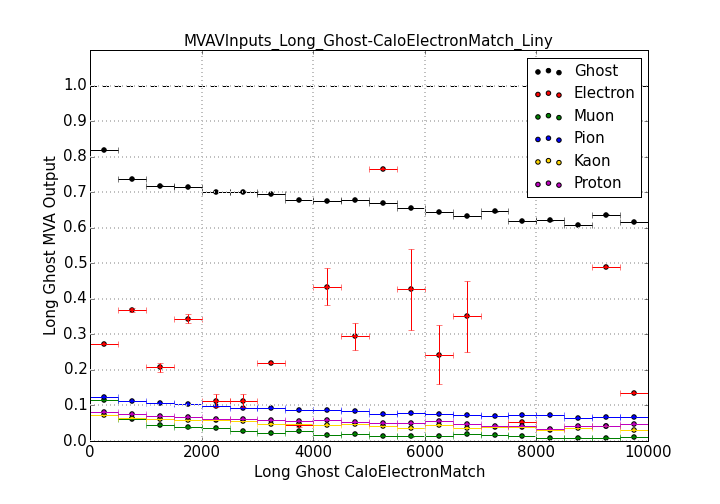 MVAVInputs_Long_Ghost-CaloElectronMatch_Liny
1.0
0.9
0.8
0.7
0.6
0.5
0.4
0.3
0.2
0.1
0.0
Long Ghost MVA Output
Ghost
Electron
Muon
Pion
Kaon
Proton
0 2000 4000 6000 8000 10000
Long Ghost CaloElectronMatch